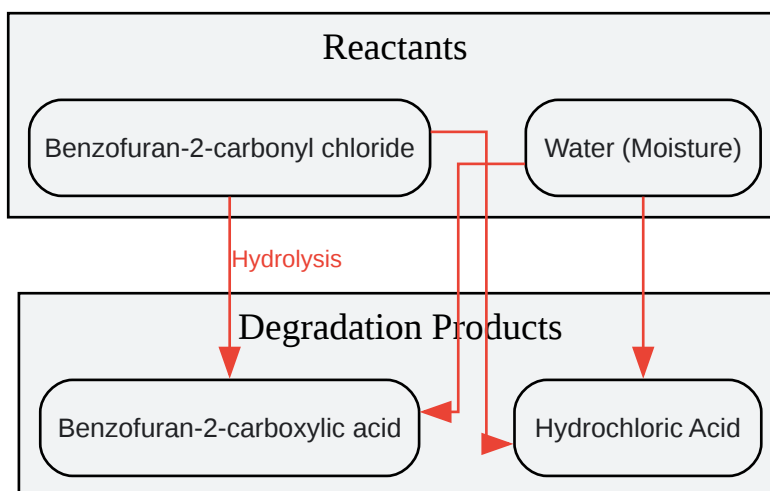 Reactants
Benzofuran-2-carbonyl chloride
Water (Moisture)
Hydrolysis
Degradation Products
Benzofuran-2-carboxylic acid
Hydrochloric Acid